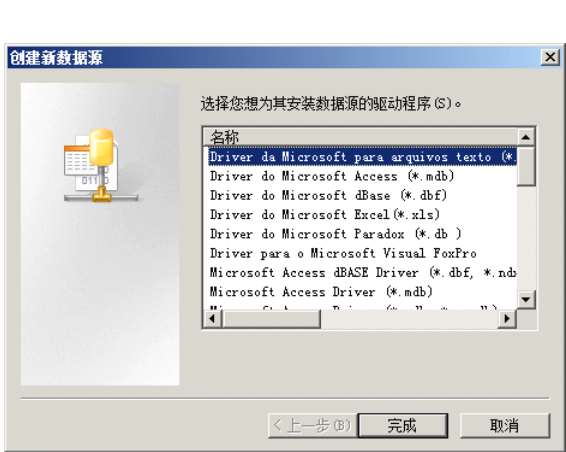 创建新数据源
选择您想为其安装数据源的驱动程序(S)。
名称
Driver da Microsoft para arquivos texto (*.
Driver do Microsoft Access (*.mdb)
Driver do Microsoft dBase (*.dbf)
Driver do Microsoft Excel(*.xls)
Driver do Microsoft Paradox (*.db )
Driver para o Microsoft Visual FoxPro
Microsoft Access dBASE Driver (*.dbf, *.ndx
Microsoft Access Driver (*.mdb)
<上一步(B) 完成 取消